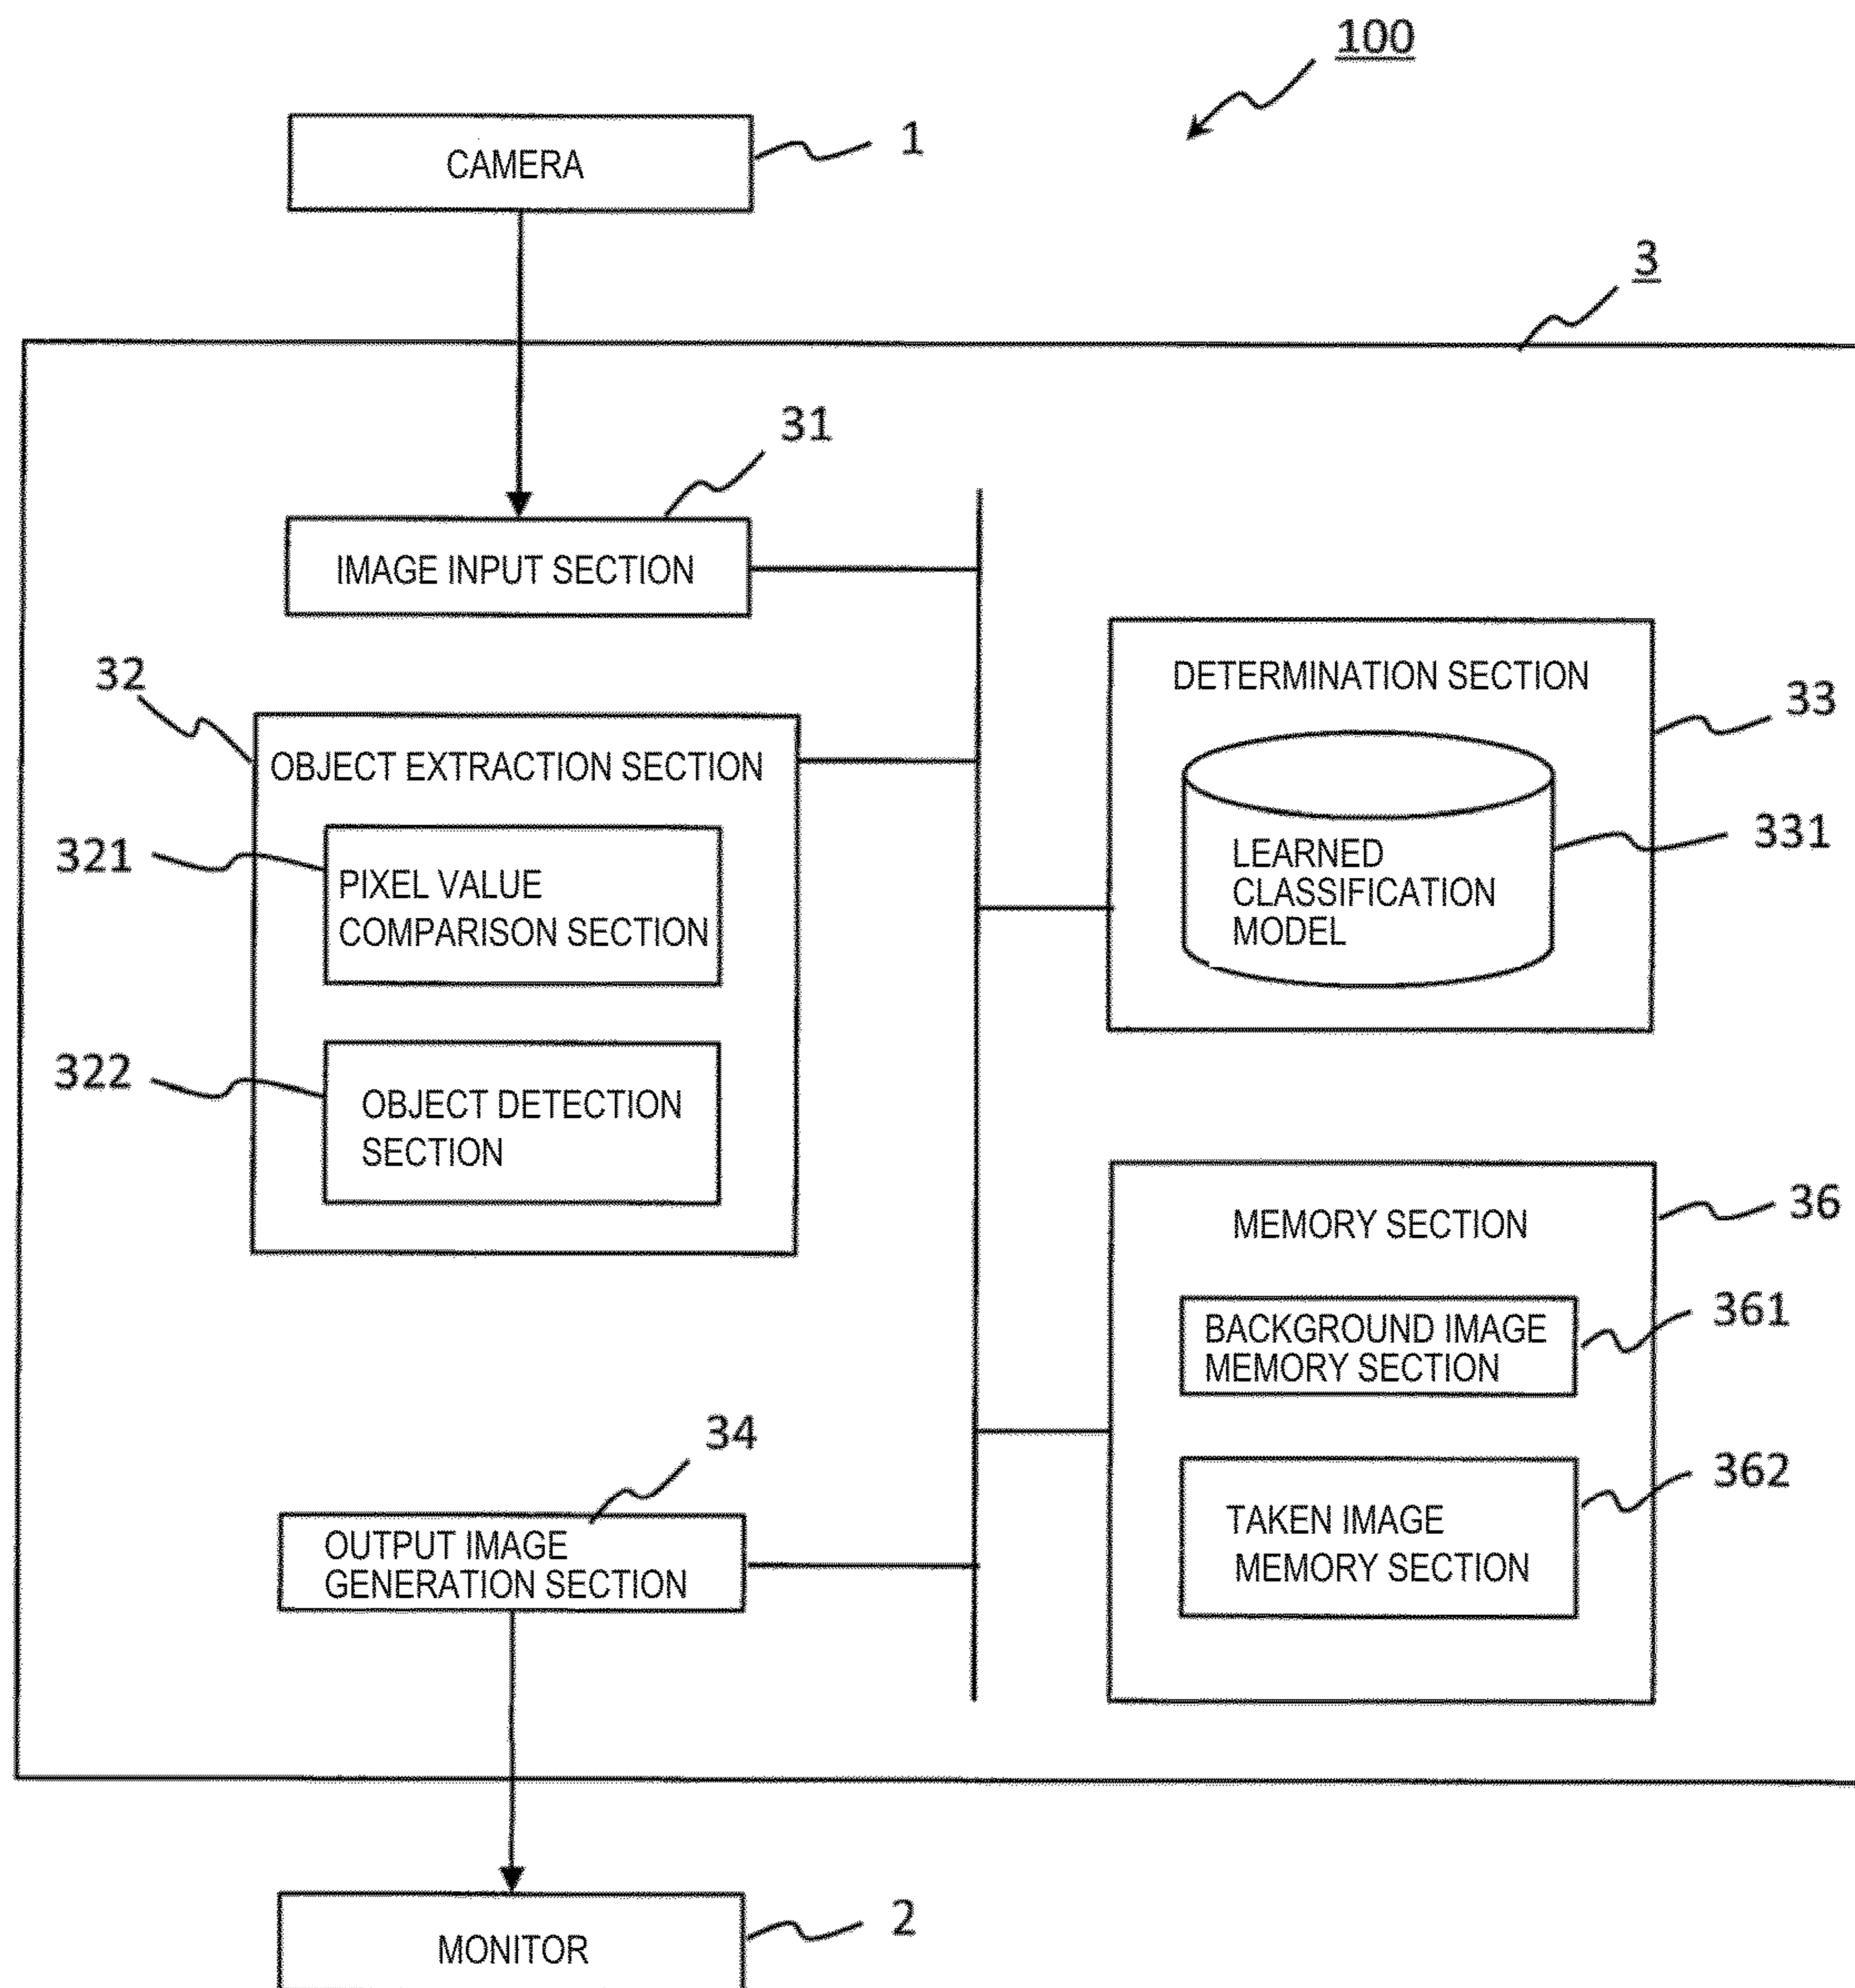 100
CAMERA
1
3
31
IMAGE INPUT SECTION
32
OBJECT EXTRACTION SECTION
321
PIXEL VALUE
COMPARISON SECTION
322
OBJECT DETECTION
SECTION
DETERMINATION SECTION
33
LEARNED
CLASSIFICATION
MODEL
331
MEMORY SECTION
36
BACKGROUND IMAGE
MEMORY SECTION
361
TAKEN IMAGE
MEMORY SECTION
362
34
OUTPUT IMAGE
GENERATION SECTION
MONITOR
2